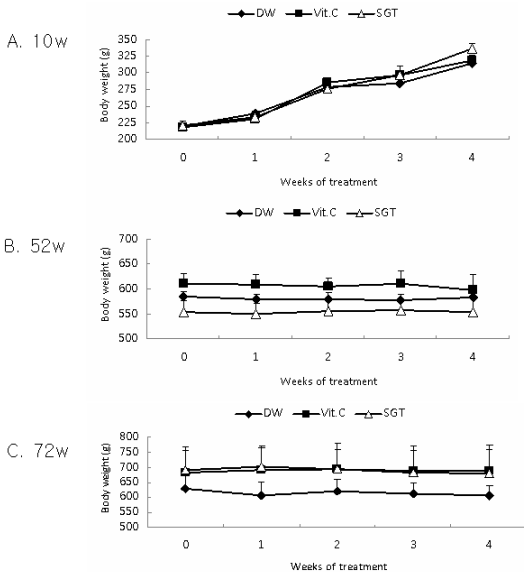 DW Vit.C SGT
A. 10w
Body weight (g)
350
325
300
275
250
225
200
0 1 2 3 4
Weeks of treatment
DW Vit.C SGT
B. 52w
Body weight (g)
700
650
600
550
500
0 1 2 3 4
Weeks of treatment
DW Vit.C SGT
C. 72w
Body weight (g)
800
750
700
650
600
550
500
0 1 2 3 4
Weeks of treatment